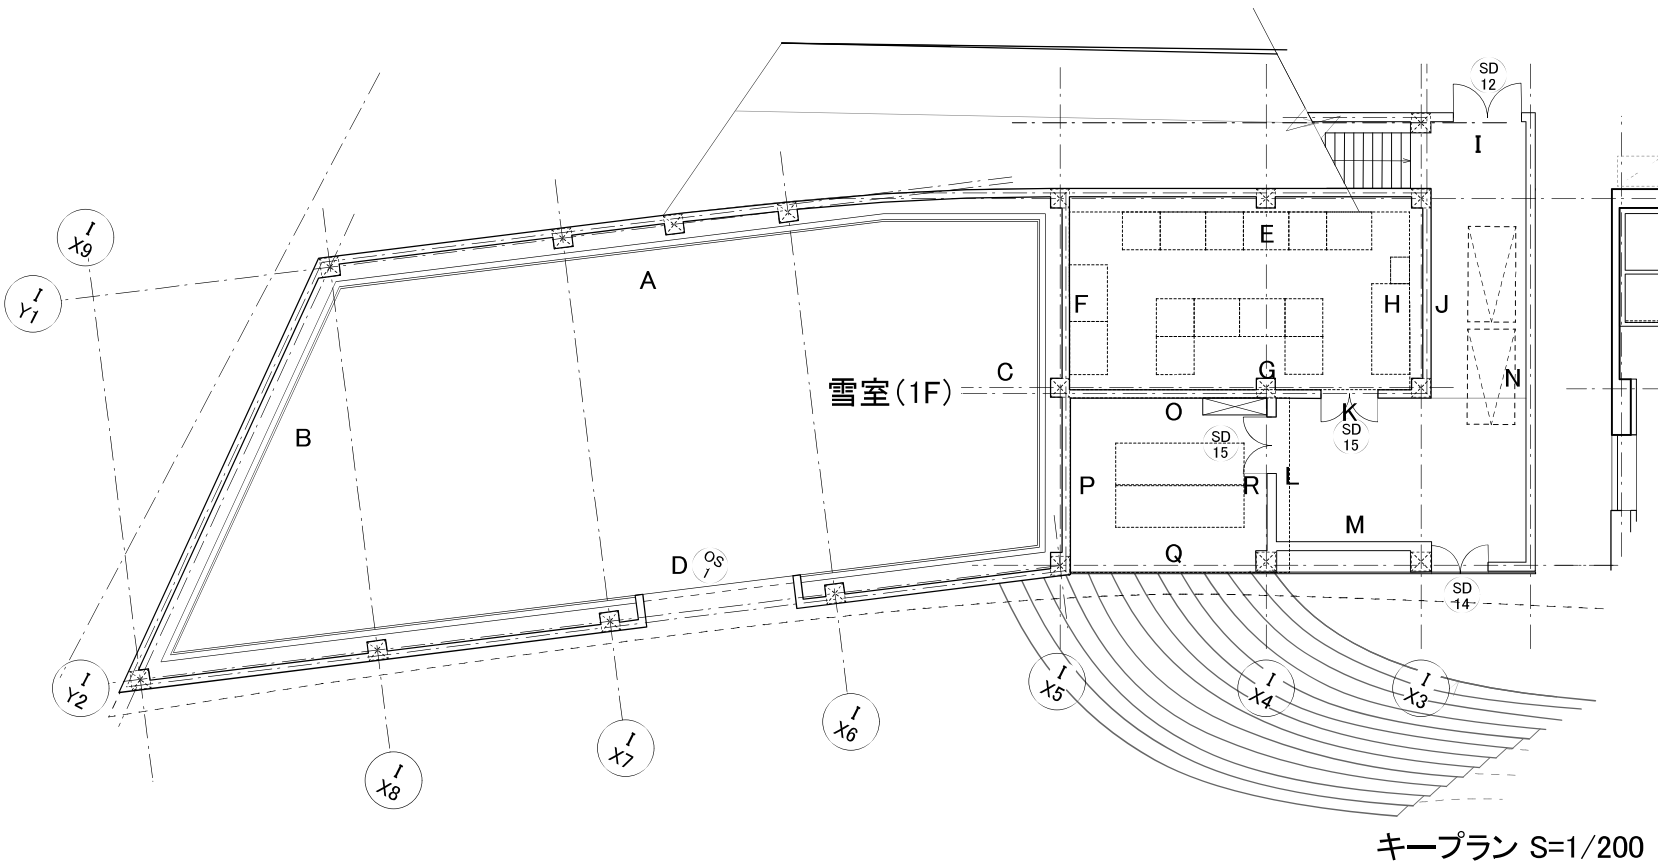 SD
12
I
I
X9
I
Y1
A
E
F
H
J
C
G
N
雪室(1F)
B
O
K
SD
15
SD
15
P
R
L
M
D
OS
1
Q
SD
14
I
Y2
I
X8
I
X7
I
X6
I
X5
I
X4
I
X3
キープラン S=1/200